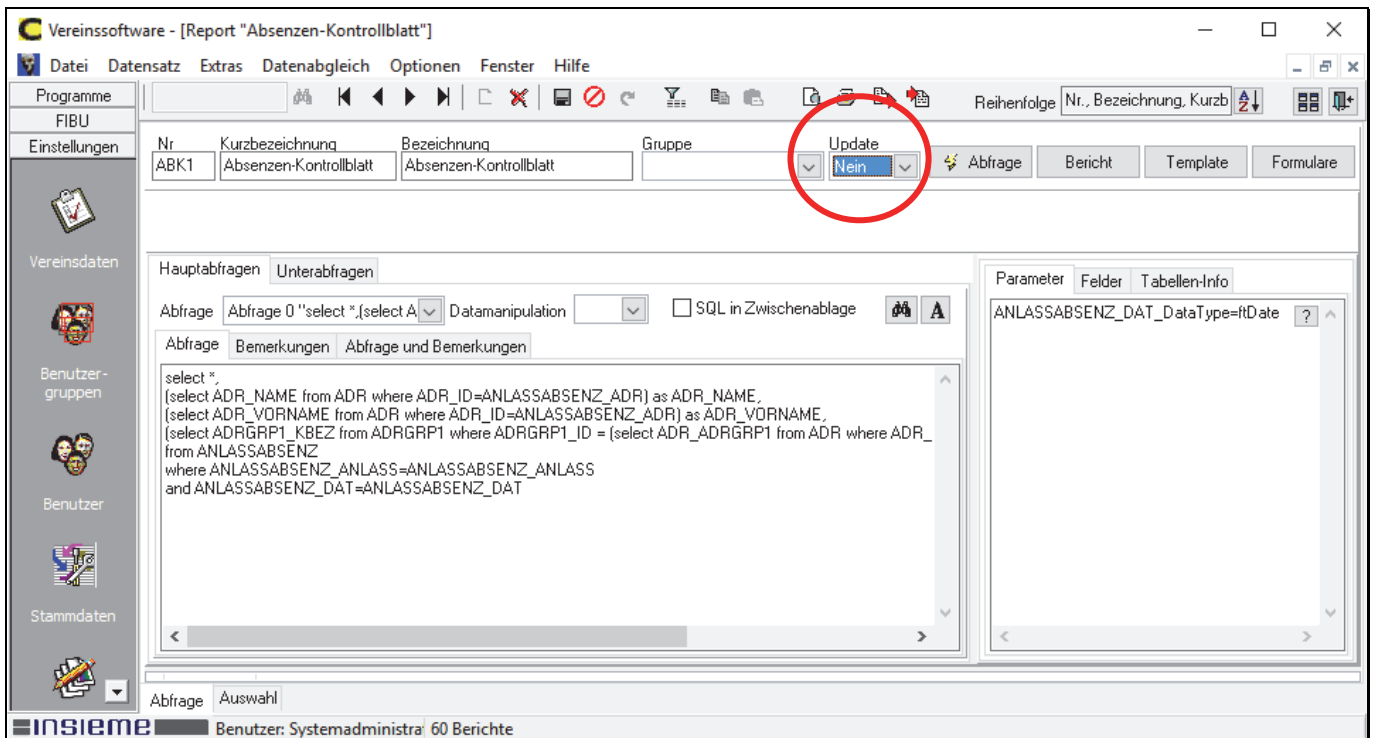 Vereinssoftware - [Report "Absenzen-Kontrollblatt"]
Datei Datensatz Extras Datenabgleich Optionen Fenster Hilfe
Programme
FIBU
Einstellungen
Reihenfolge Nr., Bezeichnung, Kurzb
Nr Kurzbezeichnung Bezeichnung Gruppe Update
ABK1 Absenzen-Kontrollblatt Absenzen-Kontrollblatt Nein Abfrage Bericht Template Formulare
Vereinsdaten
Benutzer-
gruppen
Benutzer
Stammdaten
Hauptabfragen Unterabfragen
Abfrage Abfrage 0 "select *,(select A Datamanipulation SQL in Zwischenablage A
Abfrage Bemerkungen Abfrage und Bemerkungen
select *,
(select ADR_NAME from ADR where ADR_ID=ANLASSABSENZ_ADR) as ADR_NAME,
(select ADR_VORNAME from ADR where ADR_ID=ANLASSABSENZ_ADR) as ADR_VORNAME,
(select ADRGRP1_KBEZ from ADRGRP1 where ADRGRP1_ID = (select ADR_ADRGRP1 from ADR where ADR_
from ANLASSABSENZ
where ANLASSABSENZ_ANLASS=ANLASSABSENZ_ANLASS
and ANLASSABSENZ_DAT=ANLASSABSENZ_DAT
Parameter Felder Tabellen-Info
ANLASSABSENZ_DAT_DataType=ftDate ?
Abfrage Auswahl
INSIEME Benutzer: Systemadministra 60 Berichte